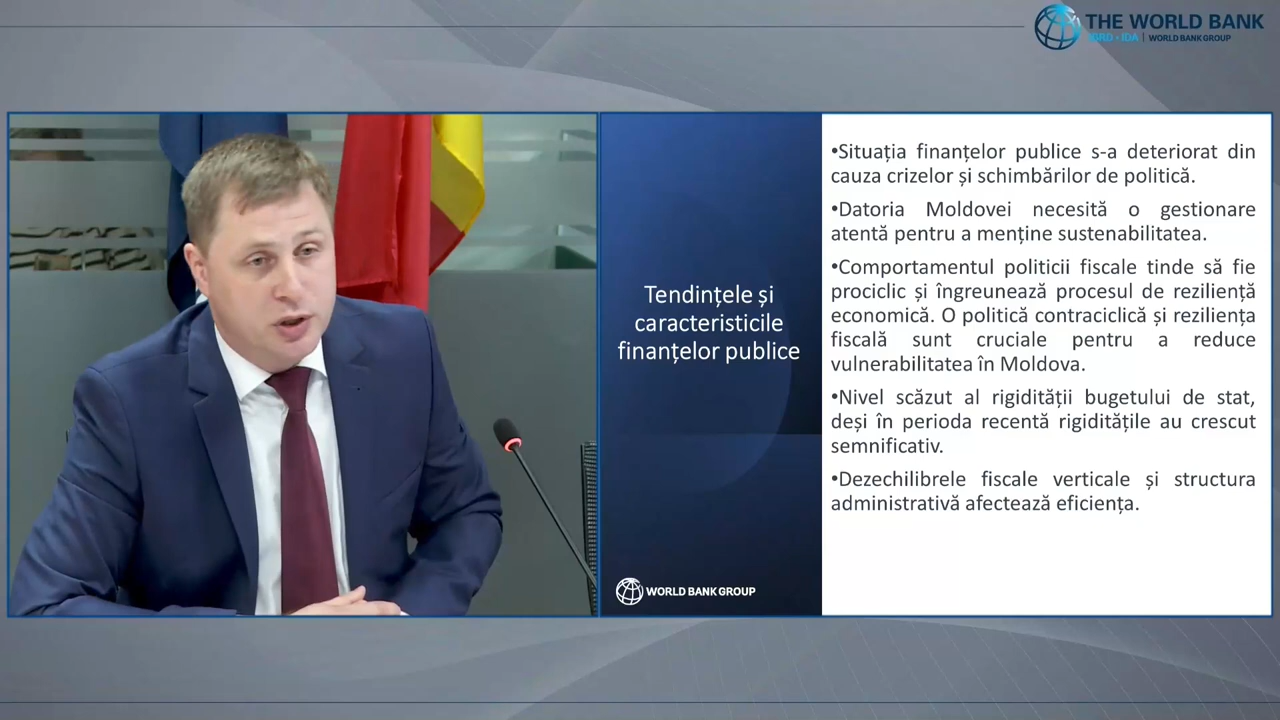 THE WORLD BANK
IBRD • IDA | WORLD BANK GROUP
Tendințele și
caracteristicile
finanțelor publice
WORLD BANK GROUP
•Situația finanțelor publice s-a deteriorat din
cauza crizelor și schimbărilor de politică.
•Datoria Moldovei necesită o gestionare
atentă pentru a menține sustenabilitatea.
•Comportamentul politicii fiscale tinde să fie
prociclic și îngreunează procesul de reziliență
economică. O politică contraciclică și reziliența
fiscală sunt cruciale pentru a reduce
vulnerabilitatea în Moldova.
•Nivel scăzut al rigidității bugetului de stat,
deși în perioda recentă rigiditățile au crescut
semnificativ.
•Dezechilibrele fiscale verticale și structura
administrativă afectează eficiența.